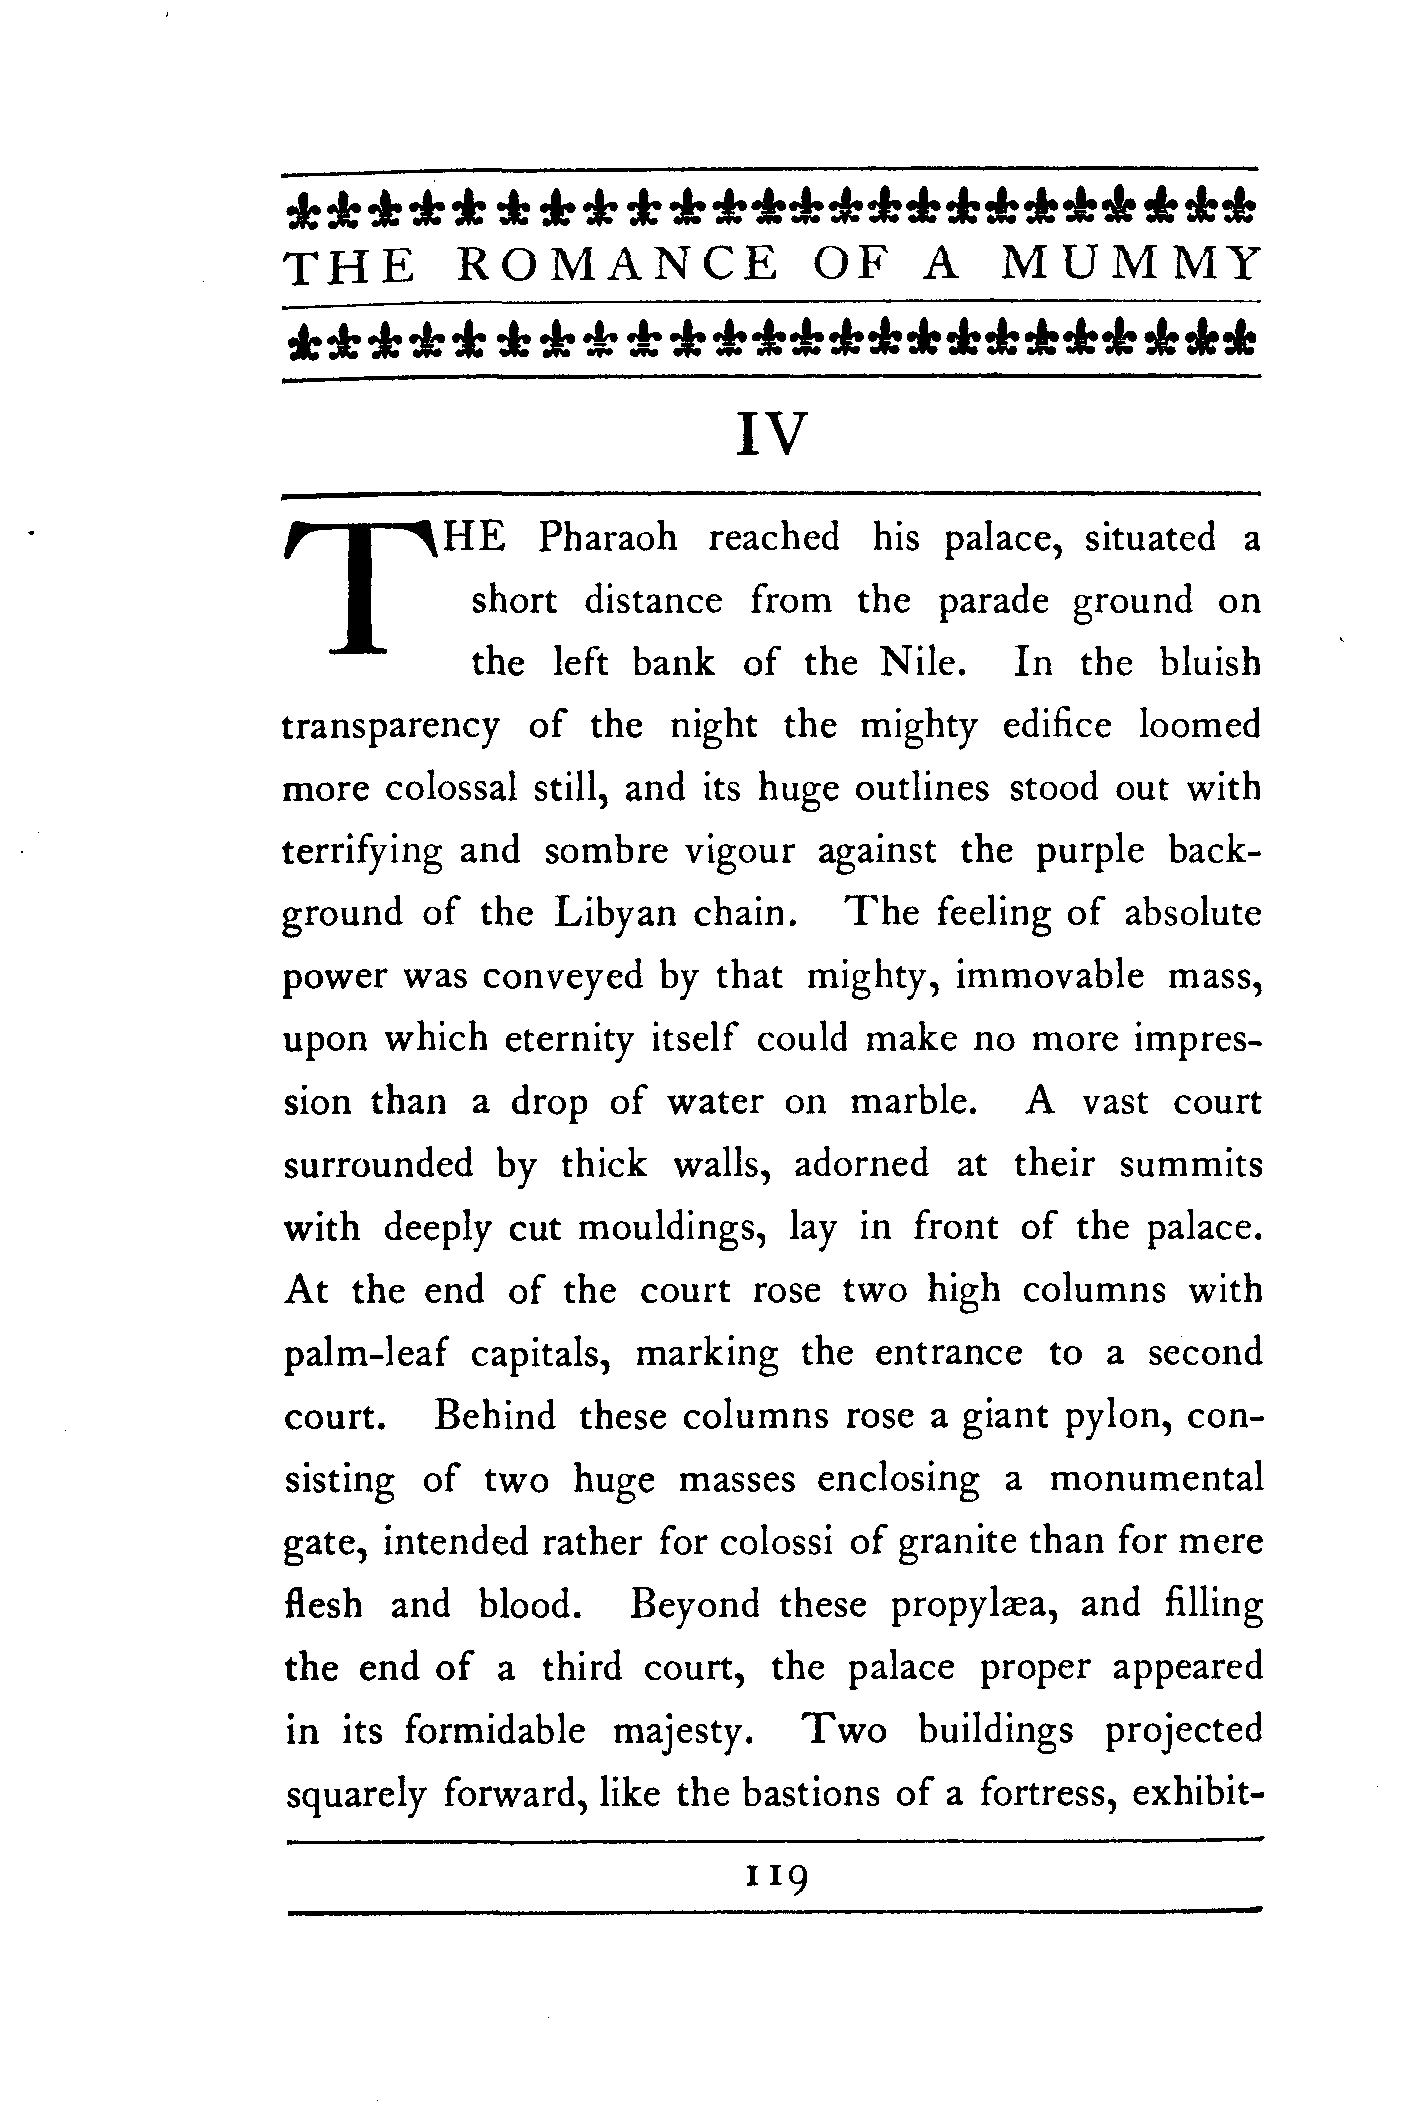 THE ROMANCE OF A MUMMY
IV
THE Pharaoh reached his palace, situated a
short distance from the parade ground on
the left bank of the Nile. In the bluish
transparency of the night the mighty edifice loomed
more colossal still, and its huge outlines stood out with
terrifying and sombre vigour against the purple back-
ground of the Libyan chain. The feeling of absolute
power was conveyed by that mighty, immovable mass,
upon which eternity itself could make no more impres-
sion than a drop of water on marble. A vast court
surrounded by thick walls, adorned at their summits
with deeply cut mouldings, lay in front of the palace.
At the end of the court rose two high columns with
palm-leaf capitals, marking the entrance to a second
court. Behind these columns rose a giant pylon, con-
sisting of two huge masses enclosing a monumental
gate, intended rather for colossi of granite than for mere
flesh and blood. Beyond these propylæa, and filling
the end of a third court, the palace proper appeared
in its formidable majesty. Two buildings projected
squarely forward, like the bastions of a fortress, exhibit-
119